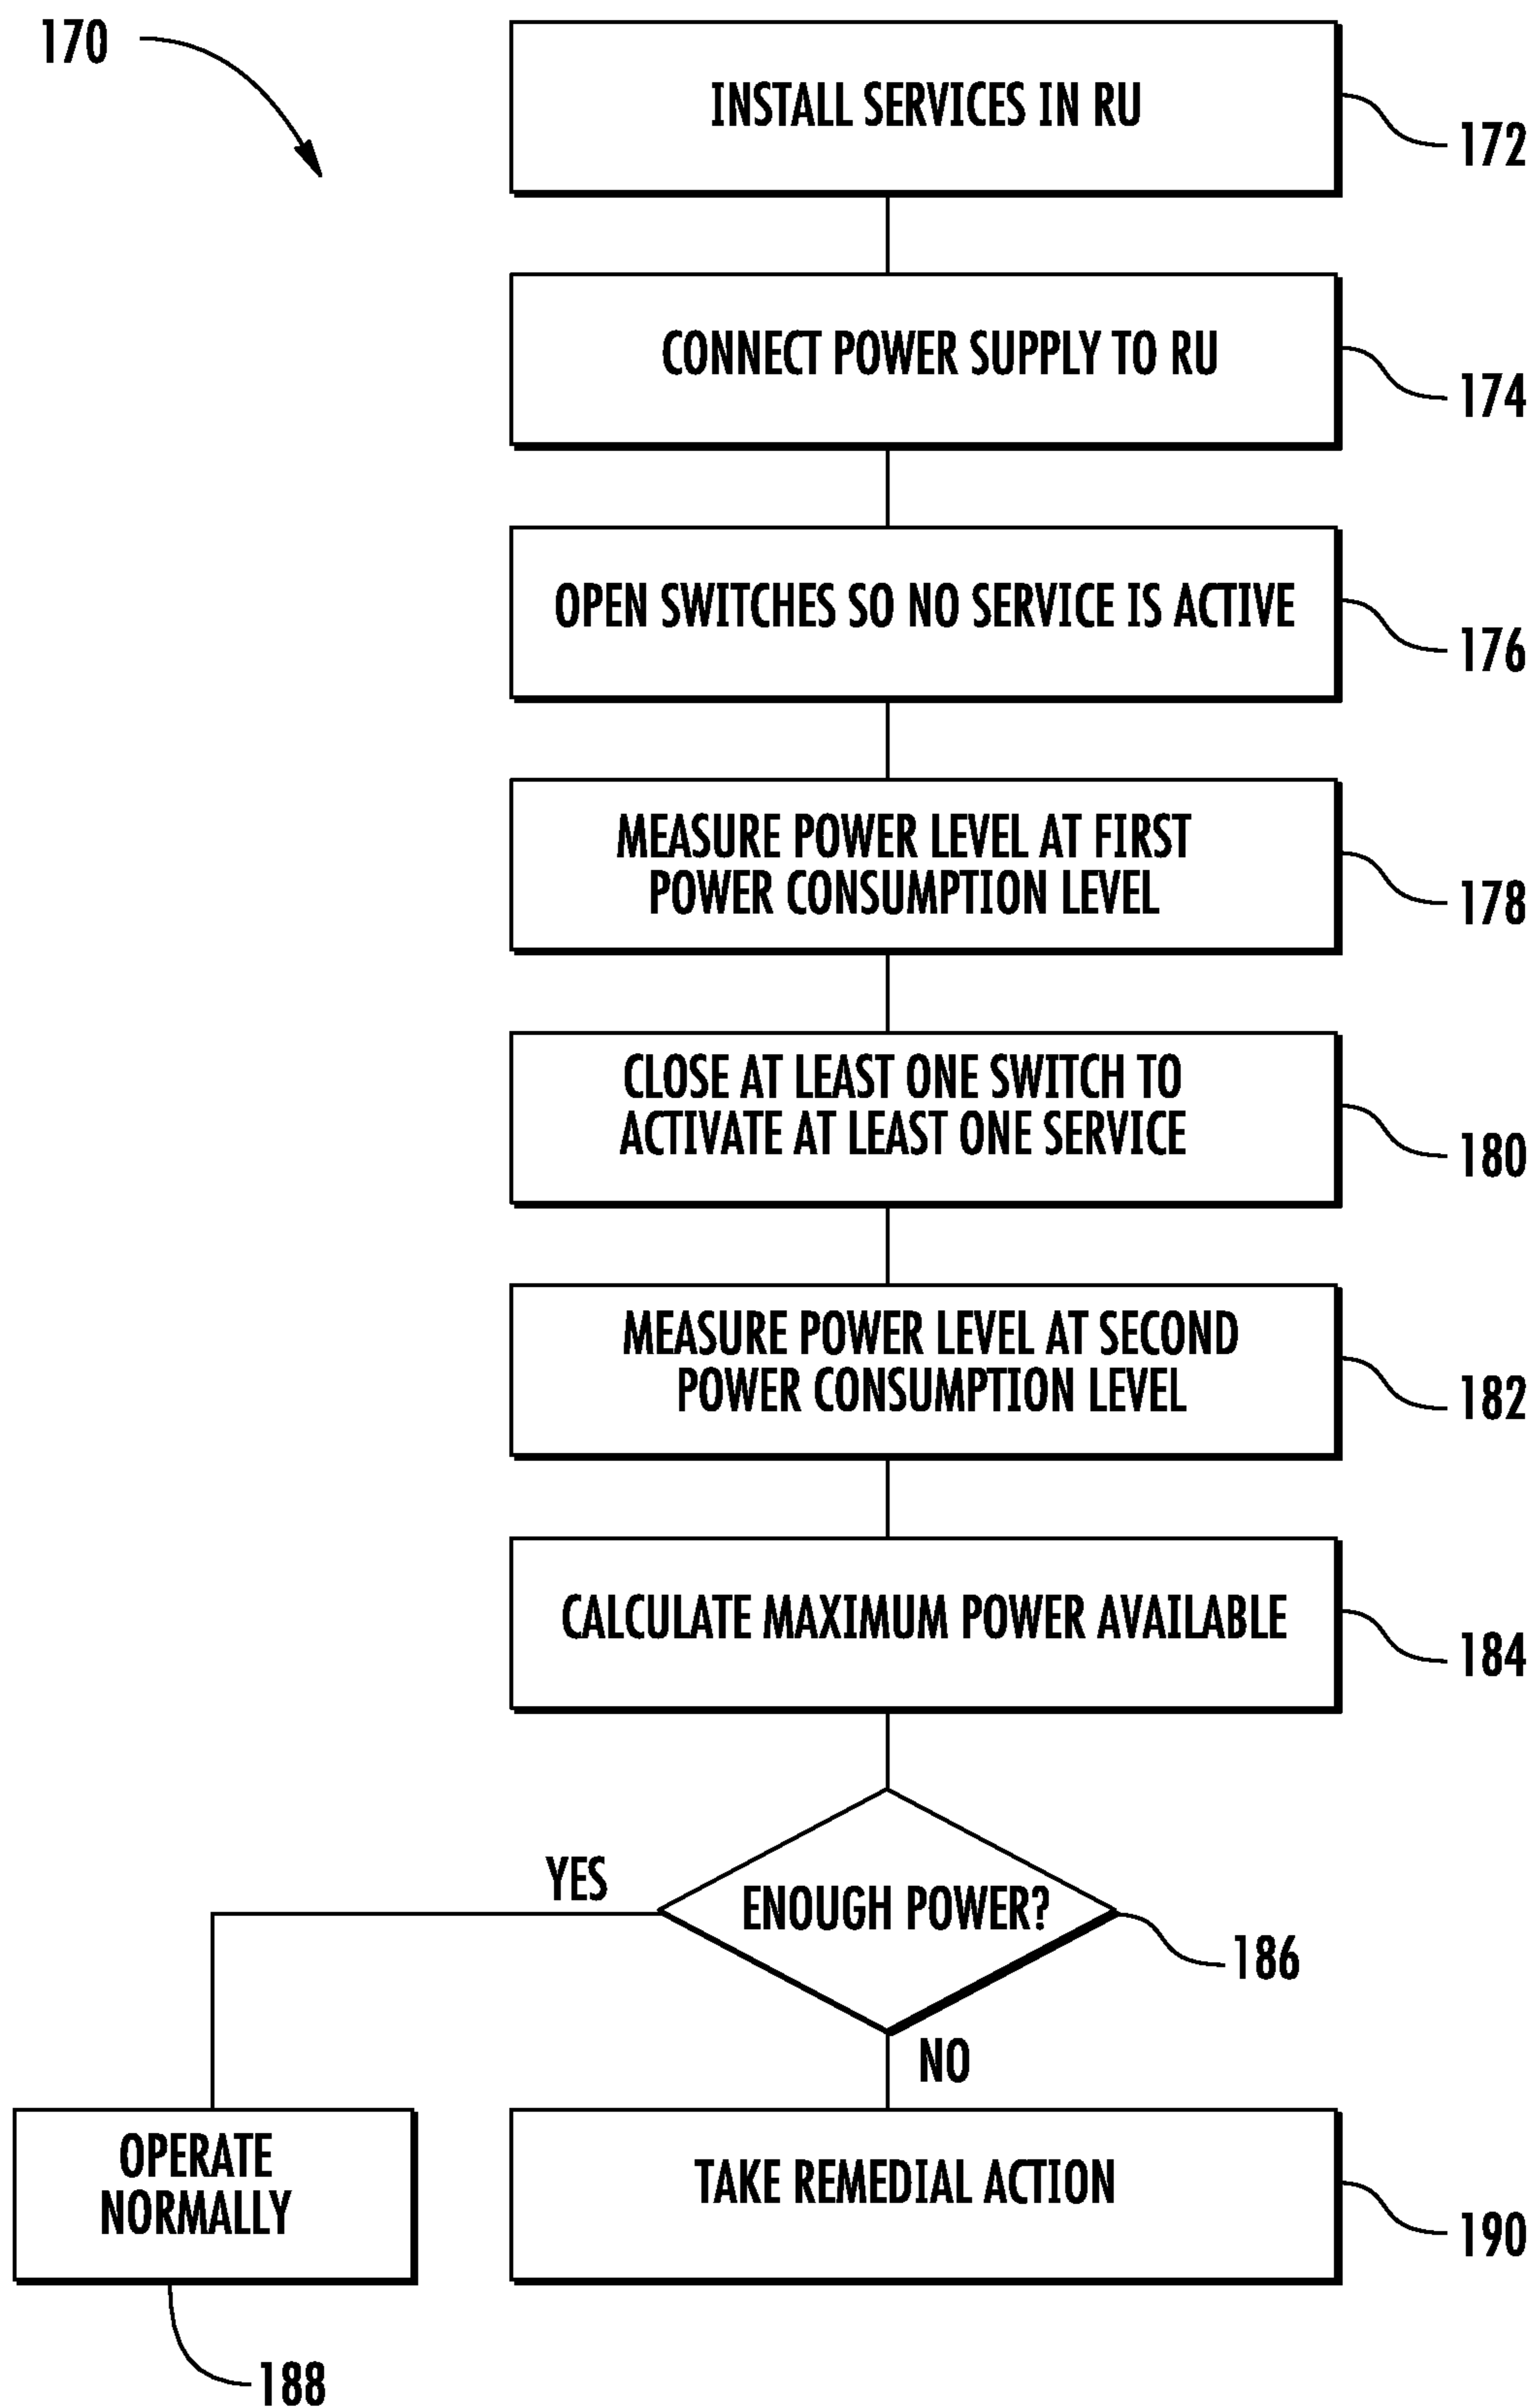 170
INSTALL SERVICES IN RU
172
CONNECT POWER SUPPLY TO RU
174
OPEN SWITCHES SO NO SERVICE IS ACTIVE
176
MEASURE POWER LEVEL AT FIRST
POWER CONSUMPTION LEVEL
178
CLOSE AT LEAST ONE SWITCH TO
ACTIVATE AT LEAST ONE SERVICE
180
MEASURE POWER LEVEL AT SECOND
POWER CONSUMPTION LEVEL
182
CALCULATE MAXIMUM POWER AVAILABLE
184
YES
ENOUGH POWER?
186
NO
OPERATE
NORMALLY
188
TAKE REMEDIAL ACTION
190